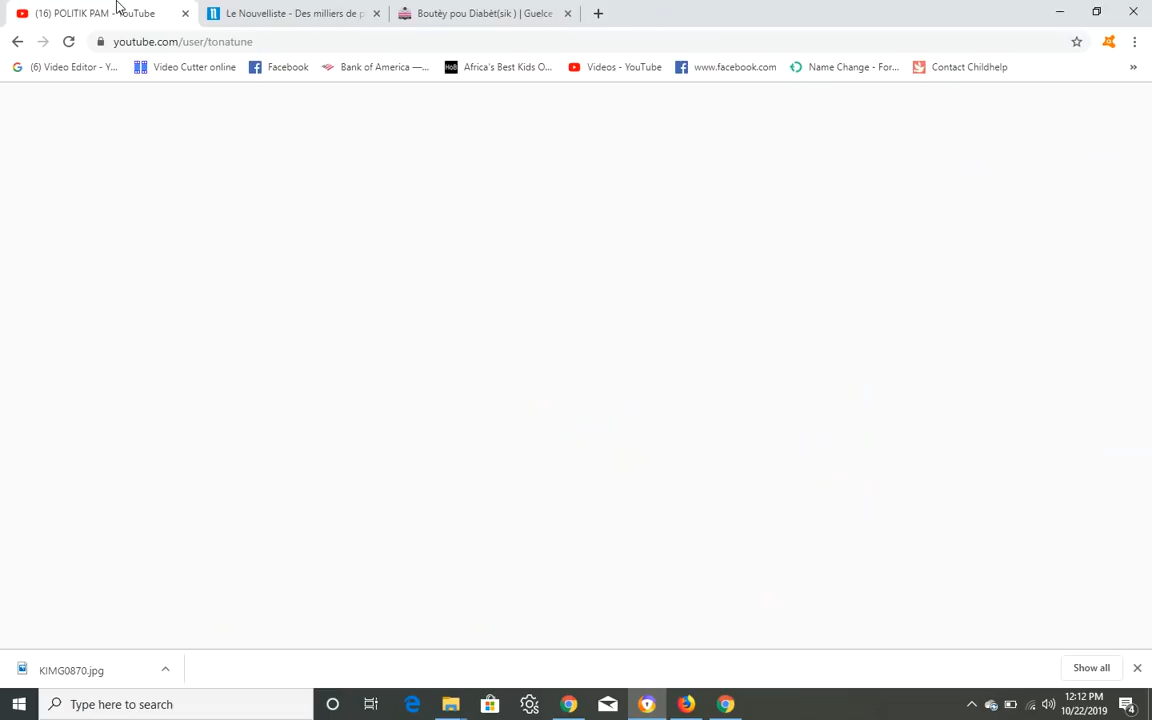 (16) POLITIK PAM - YouTube
Le Nouvelliste - Des milliers de p
Boutèy pou Diabèt(sik ) | Guelce
youtube.com/user/tonatune
(6) Video Editor - Y...
Video Cutter online
Facebook
Bank of America —...
Africa's Best Kids O...
Videos - YouTube
www.facebook.com
Name Change - For...
Contact Childhelp
KIMG0870.jpg
Show all
Type here to search
12:12 PM
10/22/2019
4